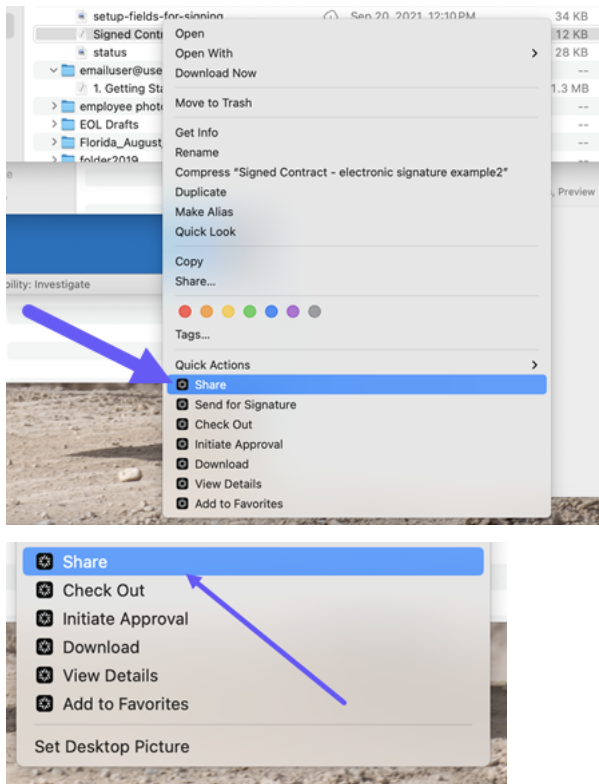 setup-fields-for-signing Sep 20, 2021, 12:10 PM 34 KB
Signed Contr 12 KB
status 28 KB
emailuser@use --
1. Getting Sta 1.3 MB
employee photo --
EOL Drafts --
Florida_August_ --
folder2019 --
Open
Open With
Download Now
Move to Trash
Get Info
Rename
Compress “Signed Contract - electronic signature example2”
Duplicate
Make Alias
Quick Look
, Preview
Copy
Share...
bility: Investigate
Tags...
Quick Actions
Share
Send for Signature
Check Out
Initiate Approval
Download
View Details
Add to Favorites
Share
Check Out
Initiate Approval
Download
View Details
Add to Favorites
Set Desktop Picture